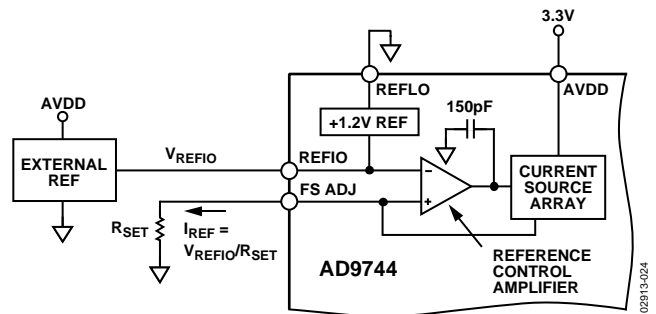 3.3V
REFLO
AVDD
AVDD
150pF
+1.2V REF
EXTERNAL
REF
VREFIO
REFIO
FS ADJ
–
+
CURRENT
SOURCE
ARRAY
RSET
IREF =
VREFIO/RSET
AD9744
REFERENCE
CONTROL
AMPLIFIER
02913-024